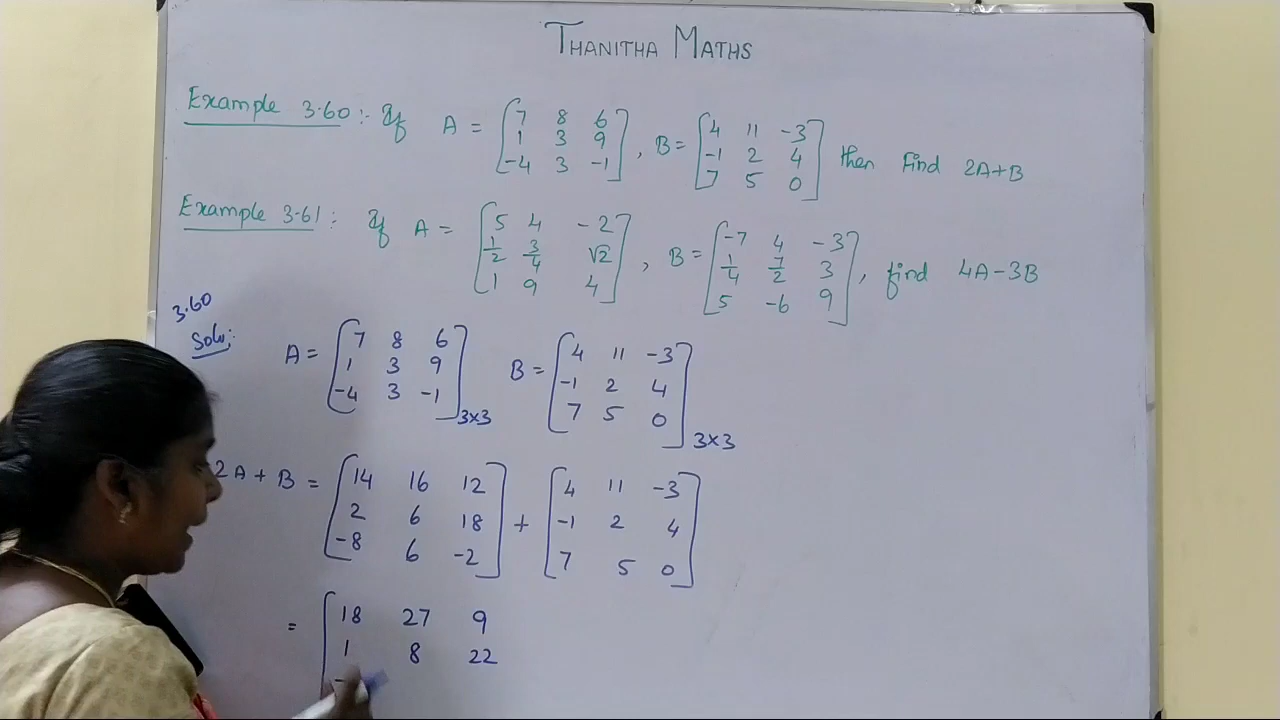 THANITHA MATHS
Example 3.60 :- If A = [7 8 6; 1 3 9; -4 3 -1], B = [4 11 -3; -1 2 4; 7 5 0] then Find 2A+B
Example 3.61 : If A = [5 4 -2; 1/2 3/4 √2; 1 9 4], B = [-7 4 -3; 1/4 7/2 3; 5 -6 9], find 4A-3B
3.60
Soln:
A = [7 8 6; 1 3 9; -4 3 -1] 3x3 B = [4 11 -3; -1 2 4; 7 5 0] 3x3
2A + B = [14 16 12; 2 6 18; -8 6 -2] + [4 11 -3; -1 2 4; 7 5 0]
= [18 27 9; 1 8 22; -